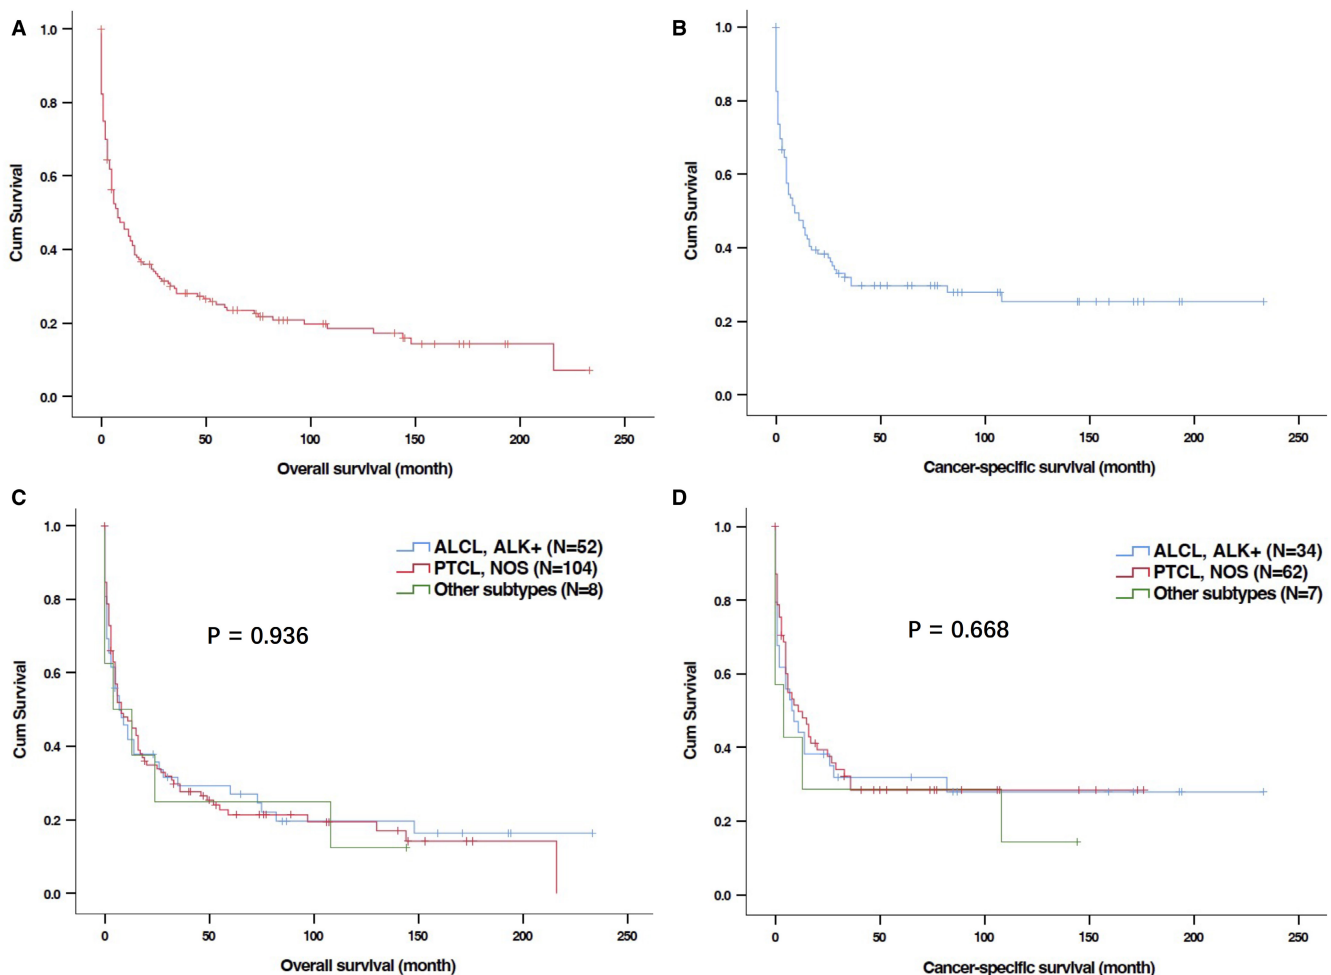 A
1.0
0.8
0.6
0.4
0.2
0.0
Cum Survival
0 50 100 150 200 250
Overall survival (month)
B
1.0
0.8
0.6
0.4
0.2
0.0
Cum Survival
0 50 100 150 200 250
Cancer-specific survival (month)
C
1.0
0.8
0.6
0.4
0.2
0.0
Cum Survival
ALCL, ALK+ (N=52)
PTCL, NOS (N=104)
Other subtypes (N=8)
P = 0.936
0 50 100 150 200 250
Overall survival (month)
D
1.0
0.8
0.6
0.4
0.2
0.0
Cum Survival
ALCL, ALK+ (N=34)
PTCL, NOS (N=62)
Other subtypes (N=7)
P = 0.668
0 50 100 150 200 250
Cancer-specific survival (month)